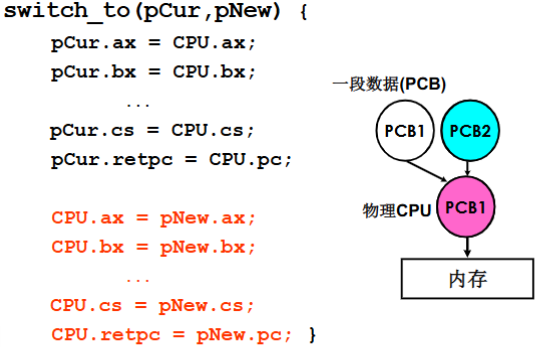 switch_to(pCur,pNew) {
pCur.ax = CPU.ax;
pCur.bx = CPU.bx;
...
pCur.cs = CPU.cs;
pCur.retpc = CPU.pc;
CPU.ax = pNew.ax;
CPU.bx = pNew.bx;
...
CPU.cs = pNew.cs;
CPU.retpc = pNew.pc; }
一段数据(PCB)
PCB1 PCB2
物理CPU PCB1
内存